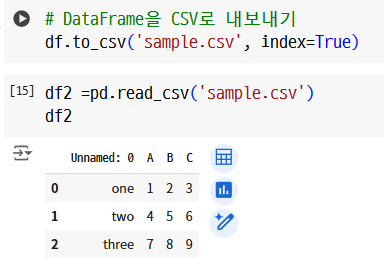 # DataFrame을 CSV로 내보내기
df.to_csv('sample.csv', index=True)
[15] df2 =pd.read_csv('sample.csv')
df2
Unnamed: 0 A B C
0 one 1 2 3
1 two 4 5 6
2 three 7 8 9